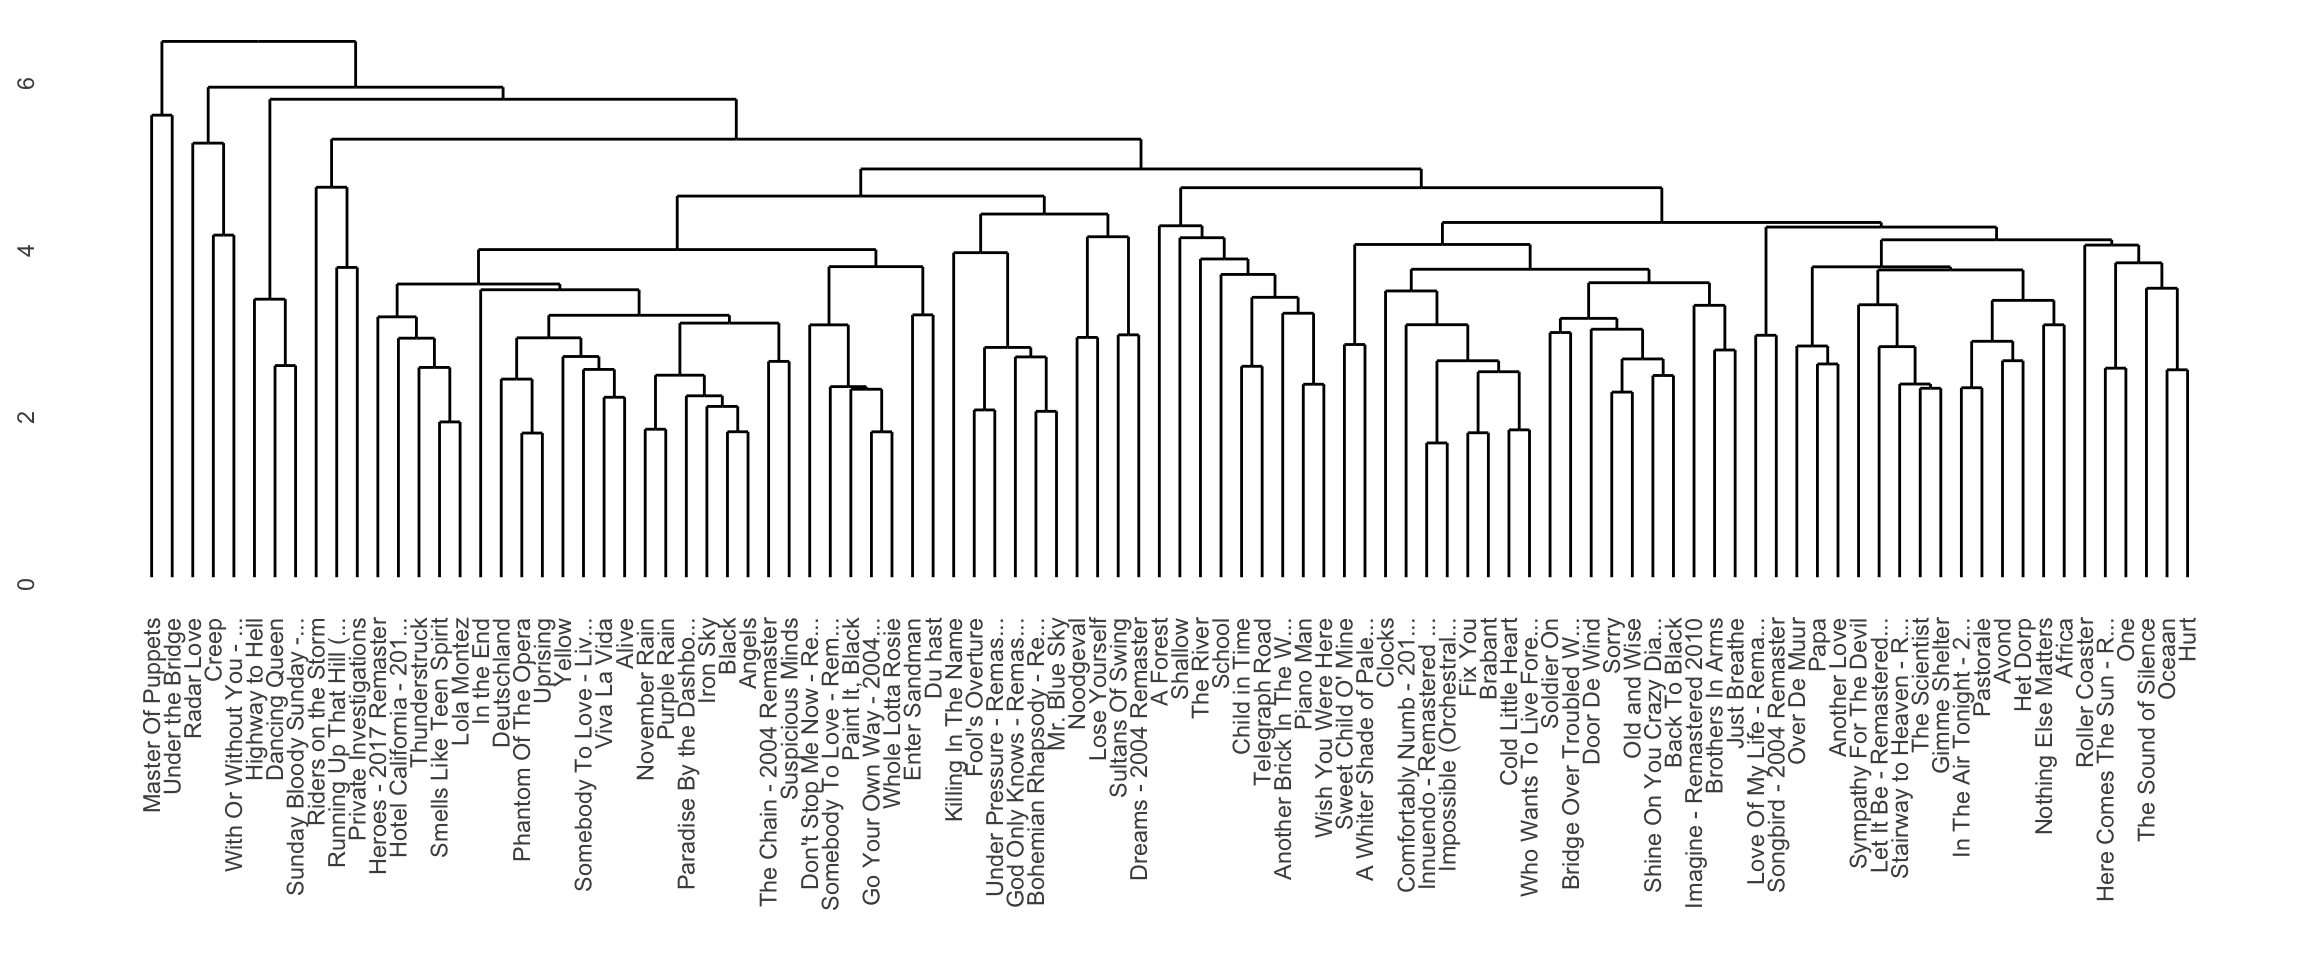 6
4
2
0
Master Of Puppets
Under the Bridge
Radar Love
Creep
With Or Without You - ...
Highway to Hell
Dancing Queen
Sunday Bloody Sunday -...
Riders on the Storm
Running Up That Hill (...
Private Investigations
Heroes - 2017 Remaster
Hotel California - 201...
Thunderstruck
Smells Like Teen Spirit
Lola Montez
In the End
Deutschland
Phantom Of The Opera
Uprising
Yellow
Somebody To Love - Liv...
Viva La Vida
Alive
November Rain
Purple Rain
Paradise By the Dashbo...
Iron Sky
Black
Angels
The Chain - 2004 Remaster
Suspicious Minds
Don't Stop Me Now - Re...
Somebody To Love - Rem...
Paint It, Black
Go Your Own Way - 2004...
Whole Lotta Rosie
Enter Sandman
Du hast
Killing In The Name
Fool's Overture
Under Pressure - Remas...
God Only Knows - Remas...
Bohemian Rhapsody - Re...
Mr. Blue Sky
Noodgeval
Lose Yourself
Sultans Of Swing
Dreams - 2004 Remaster
A Forest
Shallow
The River
School
Child in Time
Telegraph Road
Another Brick In The W...
Piano Man
Wish You Were Here
Sweet Child O' Mine
A Whiter Shade of Pale...
Clocks
Comfortably Numb - 201...
Innuendo - Remastered ...
Impossible (Orchestral...
Fix You
Brabant
Cold Little Heart
Who Wants To Live Fore...
Soldier On
Bridge Over Troubled W...
Door De Wind
Sorry
Old and Wise
Shine On You Crazy Dia...
Back To Black
Imagine - Remastered 2010
Brothers In Arms
Just Breathe
Love Of My Life - Rema...
Songbird - 2004 Remaster
Over De Muur
Papa
Another Love
Sympathy For The Devil
Let It Be - Remastered...
Stairway to Heaven - R...
The Scientist
Gimme Shelter
In The Air Tonight - 2...
Pastorale
Avond
Het Dorp
Nothing Else Matters
Africa
Roller Coaster
Here Comes The Sun - R...
One
The Sound of Silence
Ocean
Hurt